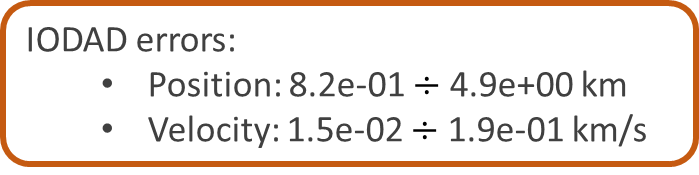 IODAD errors:
• Position: 8.2e-01 ÷ 4.9e+00 km
• Velocity: 1.5e-02 ÷ 1.9e-01 km/s